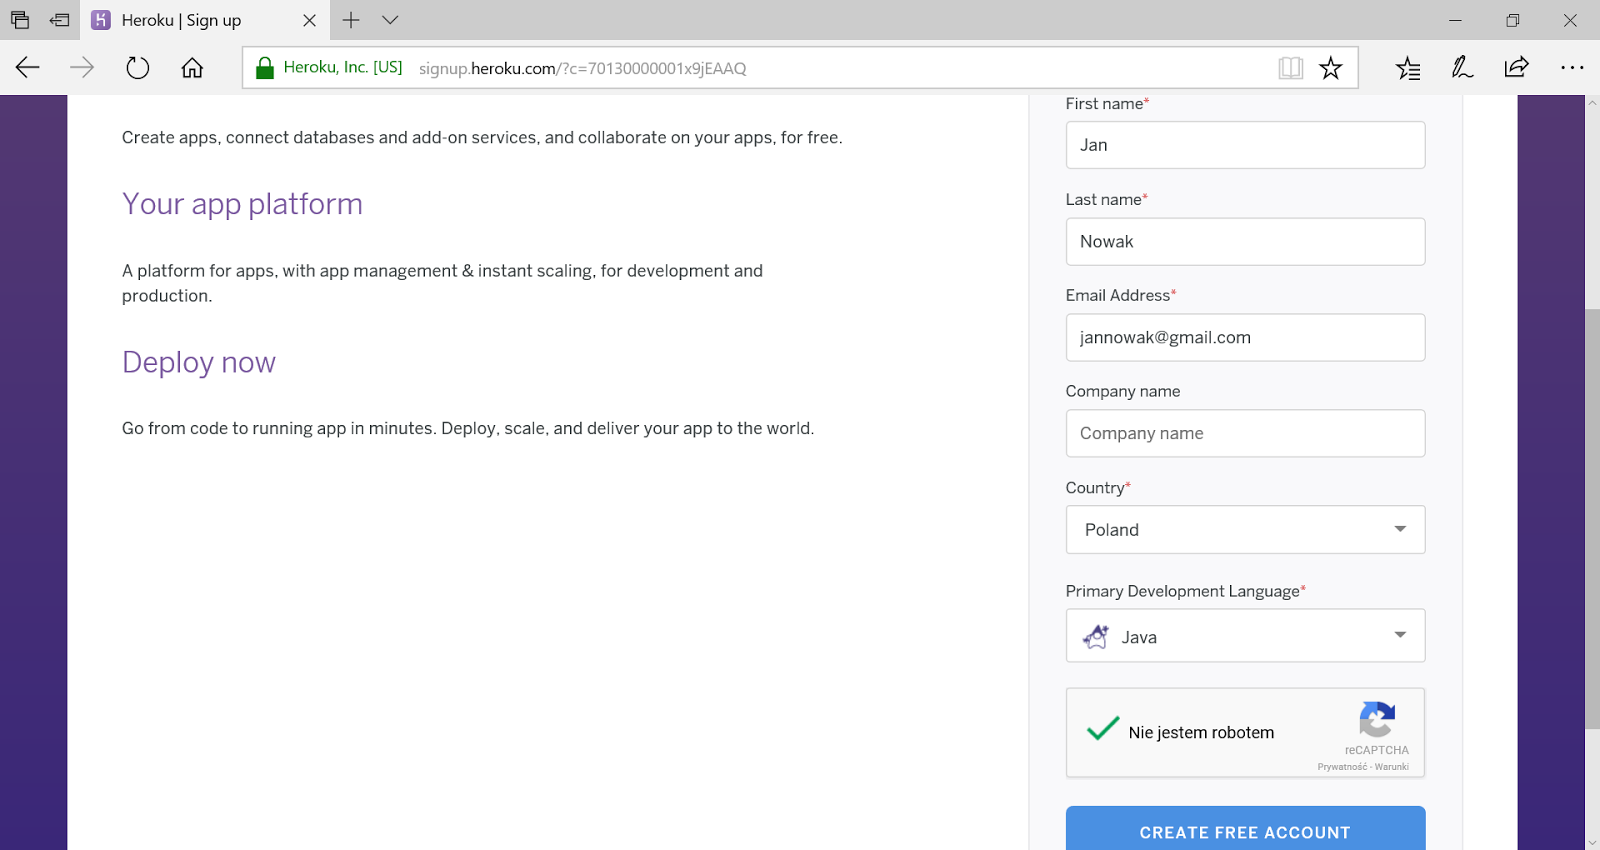 Heroku | Sign up
Heroku, Inc. [US] signup.heroku.com/?c=70130000001x9jEAAQ
Create apps, connect databases and add-on services, and collaborate on your apps, for free.
Your app platform
A platform for apps, with app management & instant scaling, for development and
production.
Deploy now
Go from code to running app in minutes. Deploy, scale, and deliver your app to the world.
First name*
Jan
Last name*
Nowak
Email Address*
jannowak@gmail.com
Company name
Company name
Country*
Poland
Primary Development Language*
Java
Nie jestem robotem
reCAPTCHA
Prywatność - Warunki
CREATE FREE ACCOUNT